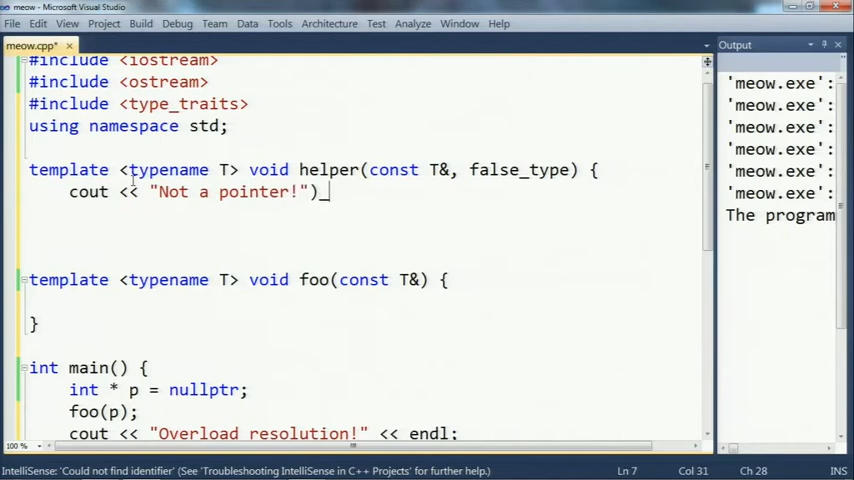 meow - Microsoft Visual Studio
File Edit View Project Build Debug Team Data Tools Architecture Test Analyze Window Help
meow.cpp*
Output
#include <iostream>
#include <ostream>
#include <type_traits>
using namespace std;
template <typename T> void helper(const T&, false_type) {
cout << "Not a pointer!")_
template <typename T> void foo(const T&) {
}
int main() {
int * p = nullptr;
foo(p);
cout << "Overload resolution!" << endl;
'meow.exe':
'meow.exe':
'meow.exe':
'meow.exe':
'meow.exe':
'meow.exe':
The program
100 %
IntelliSense: 'Could not find identifier' (See 'Troubleshooting IntelliSense in C++ Projects' for further help.) Ln 7 Col 31 Ch 28 INS